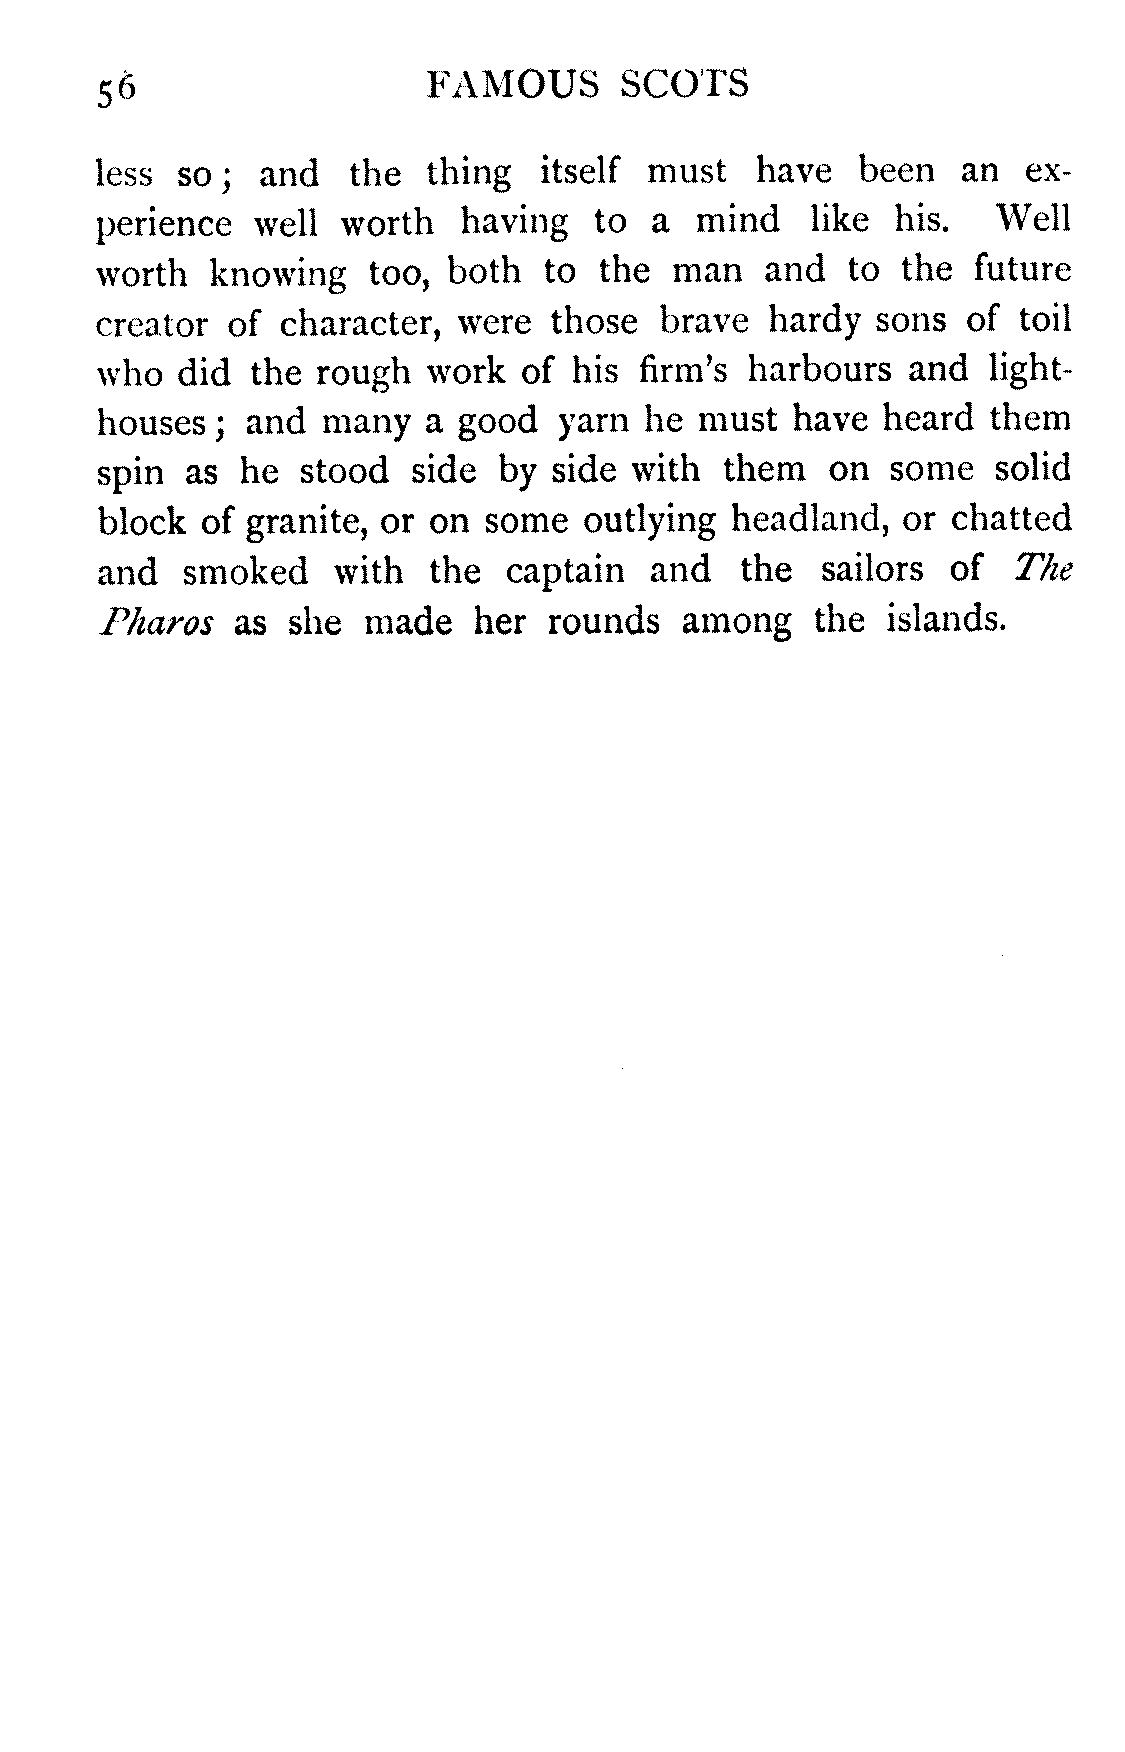 56 FAMOUS SCOTS
less so; and the thing itself must have been an ex-
perience well worth having to a mind like his. Well
worth knowing too, both to the man and to the future
creator of character, were those brave hardy sons of toil
who did the rough work of his firm's harbours and light-
houses; and many a good yarn he must have heard them
spin as he stood side by side with them on some solid
block of granite, or on some outlying headland, or chatted
and smoked with the captain and the sailors of The
Pharos as she made her rounds among the islands.